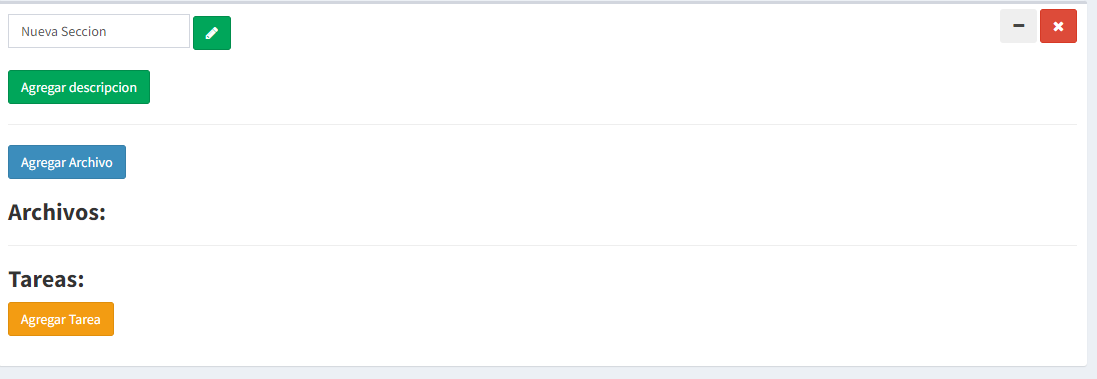 Nueva Seccion
Agregar descripcion
Agregar Archivo
Archivos:
Tareas:
Agregar Tarea